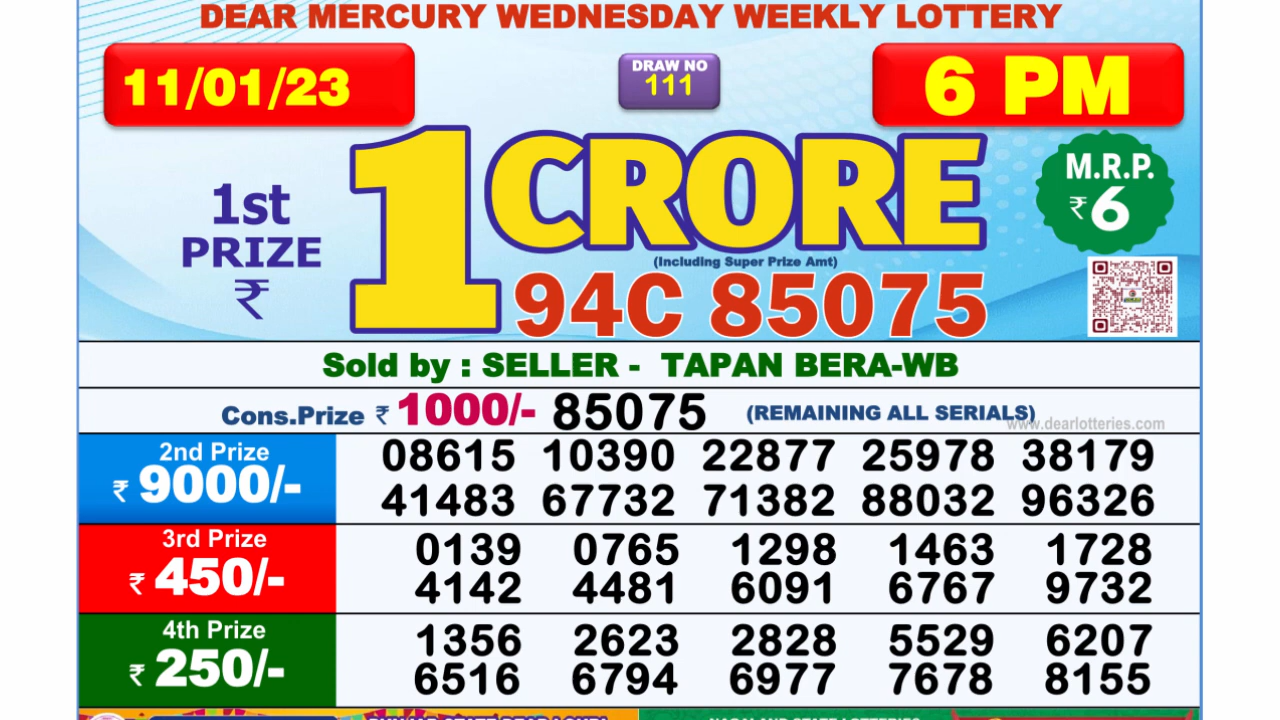 DEAR MERCURY WEDNESDAY WEEKLY LOTTERY
11/01/23
DRAW NO
111
6 PM
1st
PRIZE
₹
1 CRORE
(Including Super Prize Amt)
94C 85075
M.R.P.
₹6
Sold by : SELLER - TAPAN BERA-WB
Cons.Prize ₹ 1000/- 85075 (REMAINING ALL SERIALS)
www.dearlotteries.com
2nd Prize
₹ 9000/-
08615 10390 22877 25978 38179
41483 67732 71382 88032 96326
3rd Prize
₹ 450/-
0139 0765 1298 1463 1728
4142 4481 6091 6767 9732
4th Prize
₹ 250/-
1356 2623 2828 5529 6207
6516 6794 6977 7678 8155